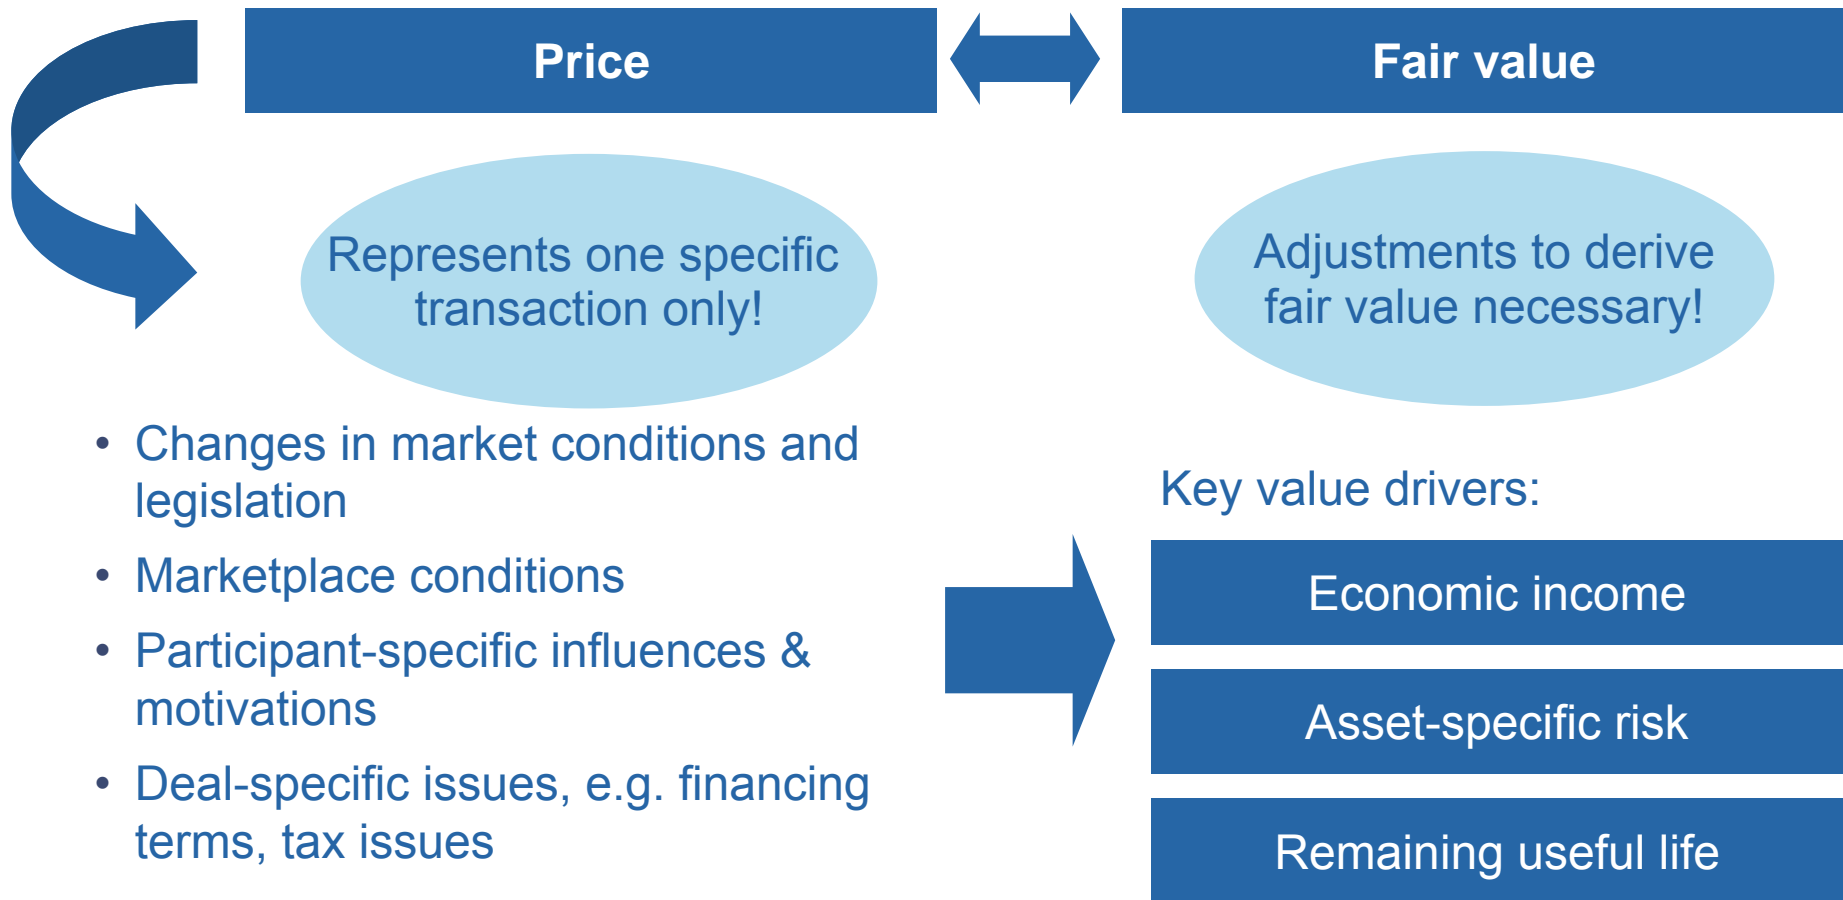 Price
Fair value
Represents one specific
transaction only!
Adjustments to derive
fair value necessary!
• Changes in market conditions and
legislation
• Marketplace conditions
• Participant-specific influences &
motivations
• Deal-specific issues, e.g. financing
terms, tax issues
Key value drivers:
Economic income
Asset-specific risk
Remaining useful life